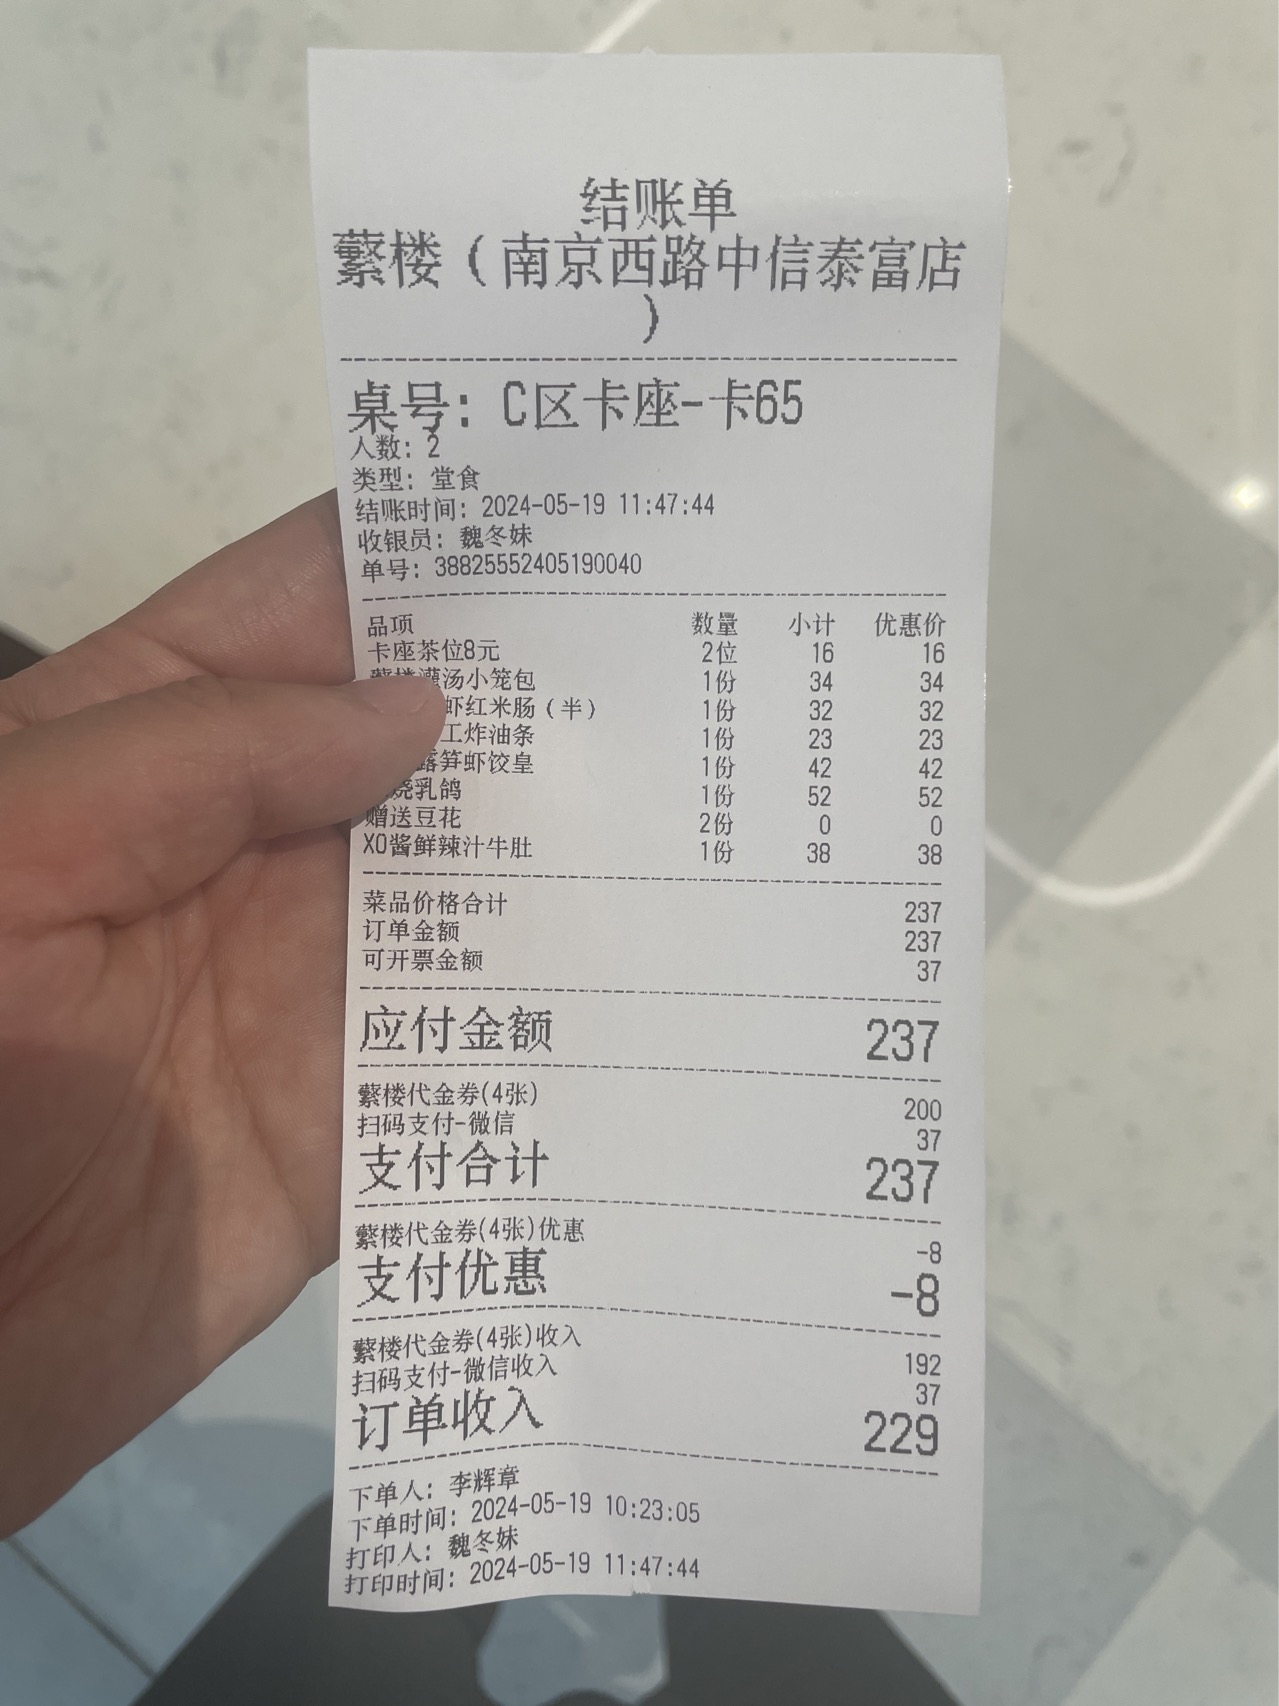 结账单
蘩楼（南京西路中信泰富店
）
桌号：C区卡座-卡65
人数：2
类型：堂食
结账时间：2024-05-19 11:47:44
收银员：魏冬妹
单号：38825552405190040
品项 数量 小计 优惠价
卡座茶位8元 2位 16 16
蘩楼灌汤小笼包 1份 34 34
虾红米肠（半） 1份 32 32
工炸油条 1份 23 23
露笋虾饺皇 1份 42 42
烧乳鸽 1份 52 52
赠送豆花 2份 0 0
XO酱鲜辣汁牛肚 1份 38 38
菜品价格合计 237
订单金额 237
可开票金额 37
应付金额 237
蘩楼代金券(4张) 200
扫码支付-微信 37
支付合计 237
蘩楼代金券(4张)优惠 -8
支付优惠 -8
蘩楼代金券(4张)收入 192
扫码支付-微信收入 37
订单收入 229
下单人：李辉章
下单时间：2024-05-19 10:23:05
打印人：魏冬妹
打印时间：2024-05-19 11:47:44